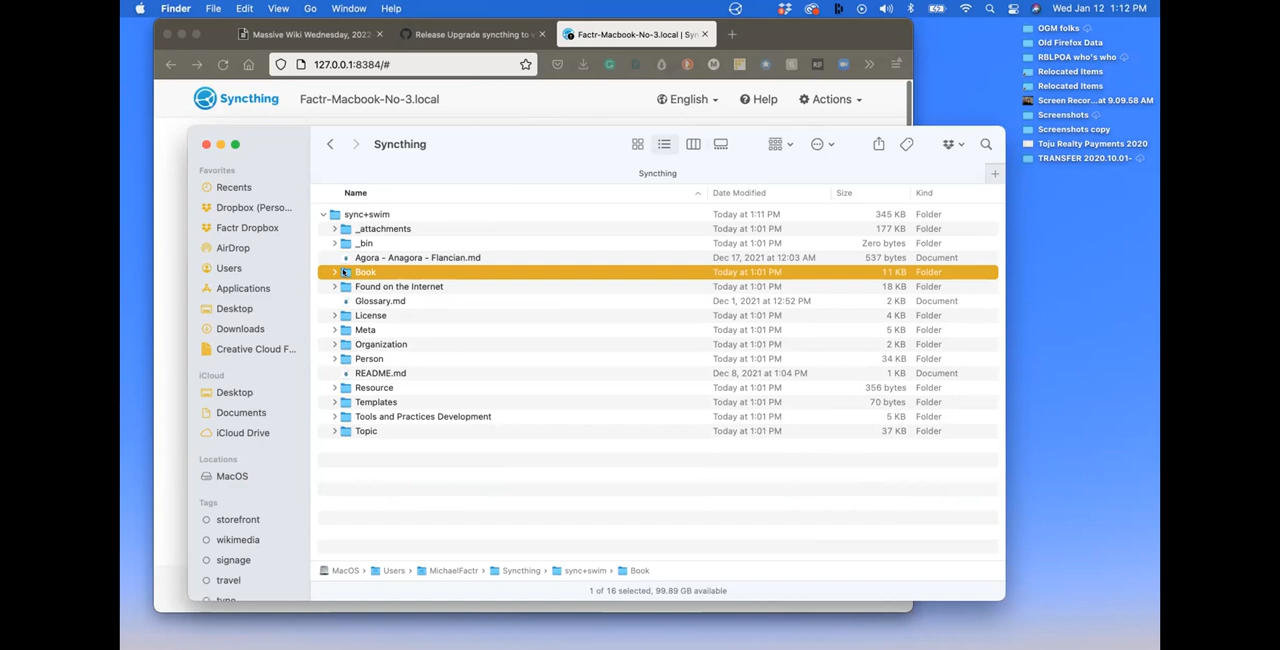 Finder File Edit View Go Window Help Wed Jan 12 1:12 PM
Massive Wiki Wednesday, 2022 Release Upgrade syncthing to v Factr-Macbook-No-3.local | Syn
127.0.0.1:8384/#
Syncthing Factr-Macbook-No-3.local English Help Actions
OGM folks
Old Firefox Data
RBLPOA who's who
Relocated Items
Relocated Items
Screen Recor...at 9.09.58 AM
Screenshots
Screenshots copy
Toju Realty Payments 2020
TRANSFER 2020.10.01-
Syncthing
Syncthing
Favorites
Recents
Dropbox (Perso...
Factr Dropbox
AirDrop
Users
Applications
Desktop
Downloads
Creative Cloud F...
iCloud
Desktop
Documents
iCloud Drive
Locations
MacOS
Tags
storefront
wikimedia
signage
travel
type
Name Date Modified Size Kind
sync+swim Today at 1:11 PM 345 KB Folder
_attachments Today at 1:01 PM 177 KB Folder
_bin Today at 1:01 PM Zero bytes Folder
Agora - Anagora - Flancian.md Dec 17, 2021 at 12:03 AM 537 bytes Document
Book Today at 1:01 PM 11 KB Folder
Found on the Internet Today at 1:01 PM 18 KB Folder
Glossary.md Dec 1, 2021 at 12:52 PM 2 KB Document
License Today at 1:01 PM 4 KB Folder
Meta Today at 1:01 PM 5 KB Folder
Organization Today at 1:01 PM 2 KB Folder
Person Today at 1:01 PM 34 KB Folder
README.md Dec 8, 2021 at 1:04 PM 1 KB Document
Resource Today at 1:01 PM 356 bytes Folder
Templates Today at 1:01 PM 70 bytes Folder
Tools and Practices Development Today at 1:01 PM 5 KB Folder
Topic Today at 1:01 PM 37 KB Folder
MacOS › Users › MichaelFactr › Syncthing › sync+swim › Book
1 of 16 selected, 99.89 GB available